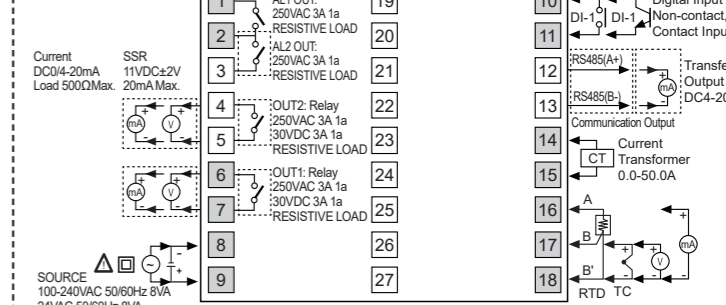 1
AL1 OUT:
250VAC 3A 1a
RESISTIVE LOAD
2
AL2 OUT:
250VAC 3A 1a
RESISTIVE LOAD
3
Current
DC0/4-20mA
Load 500ΩMax.
SSR
11VDC±2V
20mA Max.
mA
+
-
V
+
-
4
5
OUT2: Relay
250VAC 3A 1a
30VDC 3A 1a
RESISTIVE LOAD
mA
+
-
V
+
-
6
7
OUT1: Relay
250VAC 3A 1a
30VDC 3A 1a
RESISTIVE LOAD
8
9
-
+
SOURCE
100-240VAC 50/60Hz 8VA
24VAC 50/60Hz 8VA
19
20
21
22
23
24
25
26
27
10
11
DI-1
DI-1
Digital Input
Non-contact,
Contact
12
13
RS485(A+)
RS485(B-)
+
mA
-
Output
Communication Output
14
15
CT
Current
Transformer
0.0-50.0A
16
17
18
A
B
B'
RTD
TC
+
-
V
+
-
mA
+
-